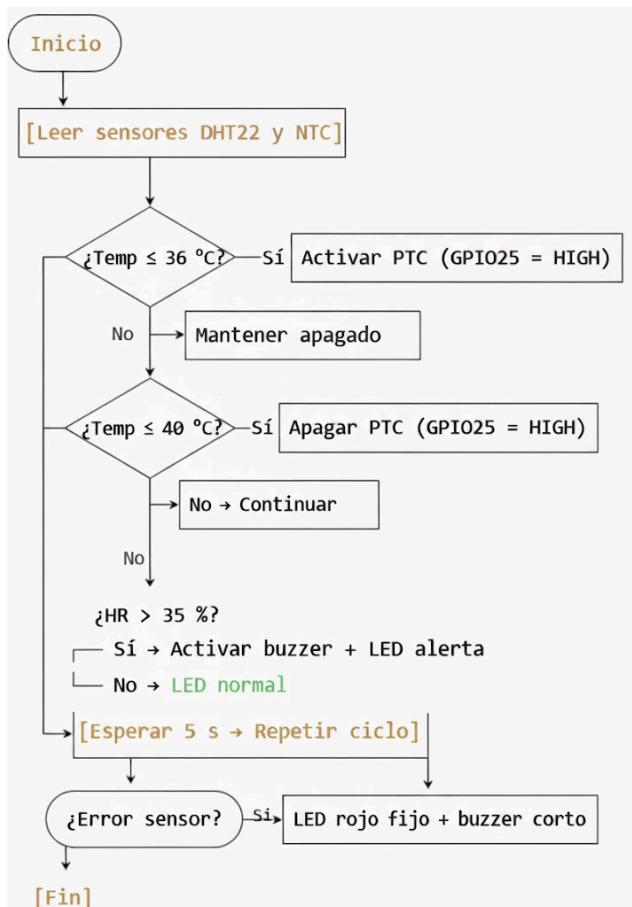 Inicio
[Leer sensores DHT22 y NTC]
¿Temp ≤ 36 ºC?
Sí
Activar PTC (GPIO25 = HIGH)
No
Mantener apagado
¿Temp ≤ 40 ºC?
Sí
Apagar PTC (GPIO25 = HIGH)
No → Continuar
No
¿HR > 35 %?
Sí → Activar buzzer + LED alerta
No → LED normal
[Esperar 5 s → Repetir ciclo]
¿Error sensor?
Sí
LED rojo fijo + buzzer corto
[Fin]